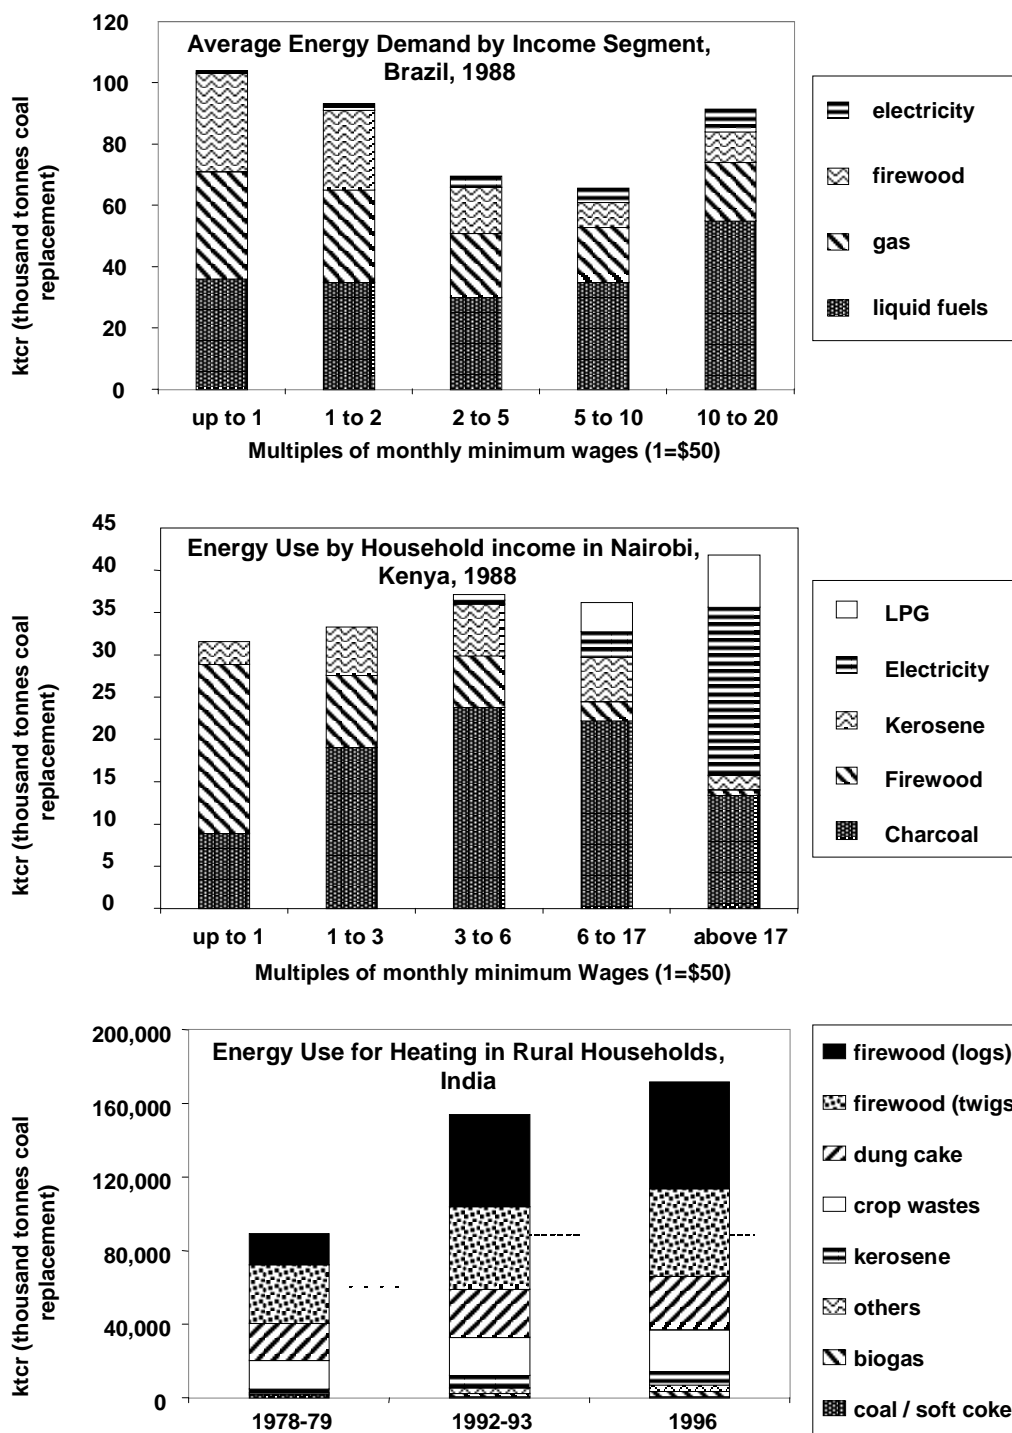 Average Energy Demand by Income Segment,
Brazil, 1988
ktcr (thousand tonnes coal
replacement)
120
100
80
60
40
20
0
up to 1
1 to 2
2 to 5
5 to 10
10 to 20
Multiples of monthly minimum wages (1=$50)
electricity
firewood
gas
liquid fuels
Energy Use by Household income in Nairobi,
Kenya, 1988
ktcr (thousand tonnes coal
replacement)
45
40
35
30
25
20
15
10
5
0
up to 1
1 to 3
3 to 6
6 to 17
above 17
Multiples of monthly minimum Wages (1=$50)
LPG
Electricity
Kerosene
Firewood
Charcoal
Energy Use for Heating in Rural Households,
India
ktcr (thousand tonnes coal
replacement)
200,000
160,000
120,000
80,000
40,000
0
1978-79
1992-93
1996
firewood (logs)
firewood (twigs
dung cake
crop wastes
kerosene
others
biogas
coal / soft coke